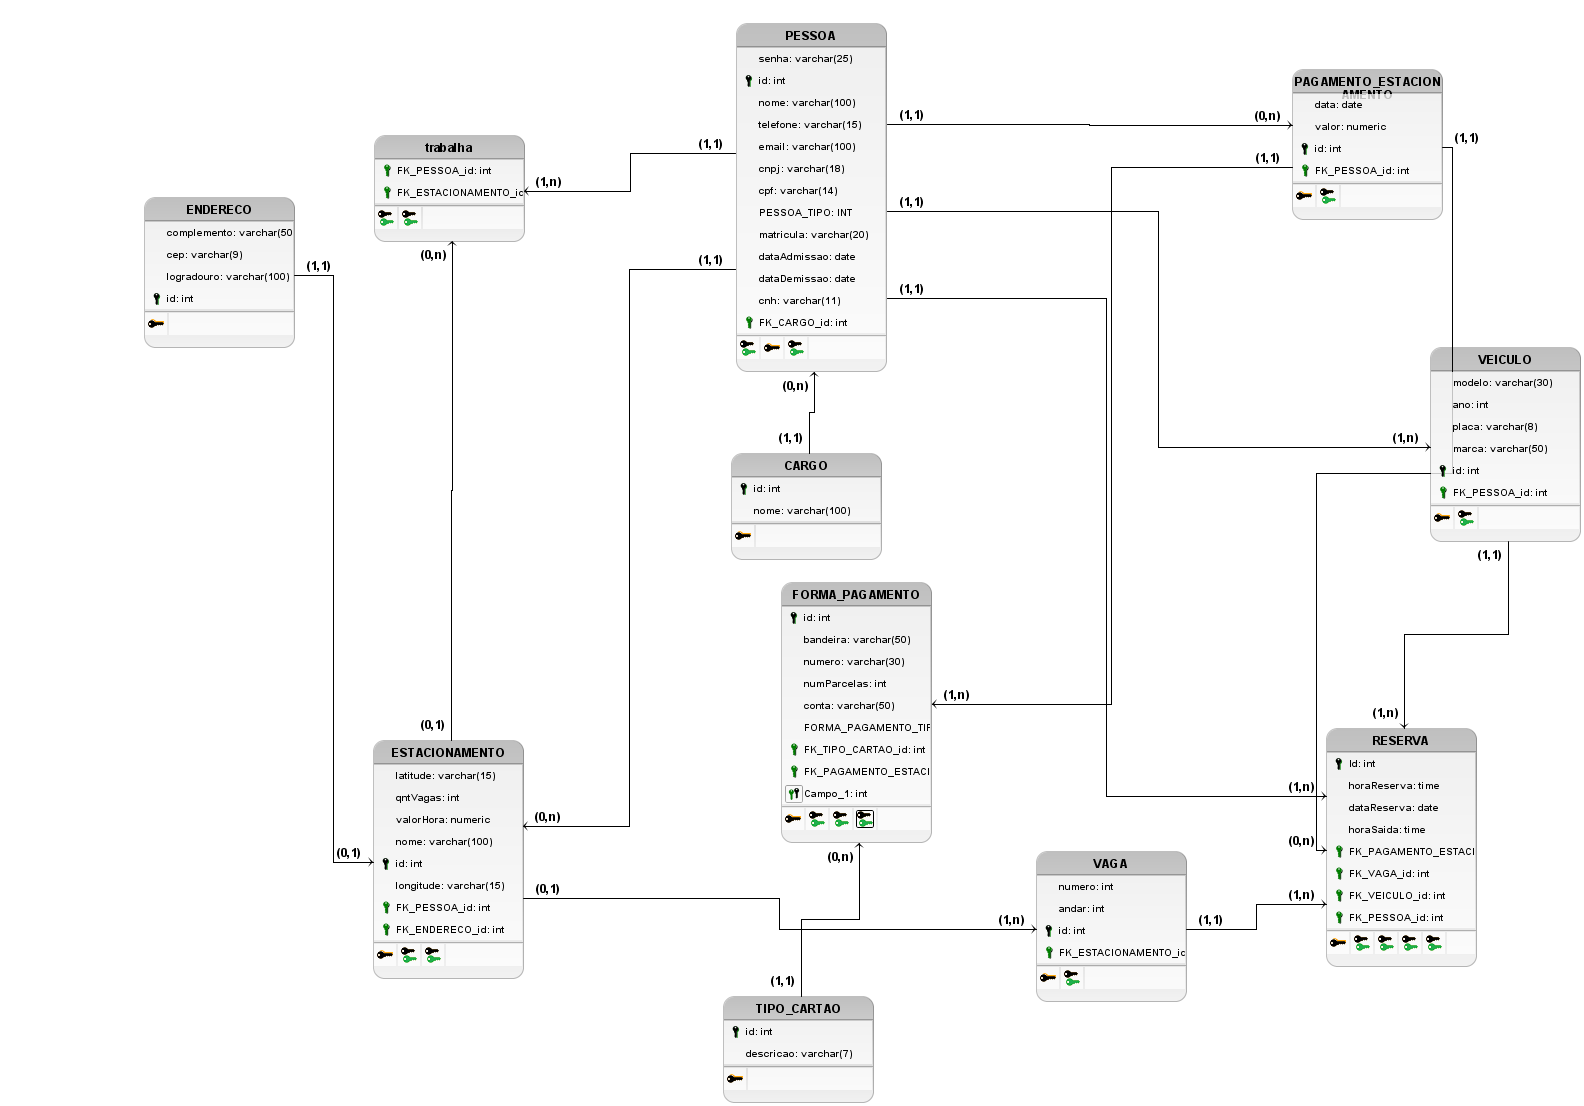 PESSOA
senha: varchar(25)
id: int
nome: varchar(100)
telefone: varchar(15)
email: varchar(100)
cnpj: varchar(18)
cpf: varchar(14)
PESSOA_TIPO: INT
matricula: varchar(20)
dataAdmissao: date
dataDemissao: date
cnh: varchar(11)
FK_CARGO_id: int
PAGAMENTO_ESTACION
AMENTO
data: date
valor: numeric
id: int
FK_PESSOA_id: int
trabalha
FK_PESSOA_id: int
FK_ESTACIONAMENTO_id
ENDERECO
complemento: varchar(50
cep: varchar(9)
logradouro: varchar(100)
id: int
(1,1)
(0,n)
(1,1)
(1,1)
(1,1)
(1,n)
(1,1)
(0,n)
(1,1)
(1,1)
(1,1)
VEICULO
modelo: varchar(30)
ano: int
placa: varchar(8)
marca: varchar(50)
id: int
FK_PESSOA_id: int
(0,n)
(1,1)
(1,n)
CARGO
id: int
nome: varchar(100)
(1,1)
FORMA_PAGAMENTO
id: int
bandeira: varchar(50)
numero: varchar(30)
numParcelas: int
conta: varchar(50)
FORMA_PAGAMENTO_TIP
FK_TIPO_CARTAO_id: int
FK_PAGAMENTO_ESTACI
Campo_1: int
(1,n)
(1,n)
(0,1)
ESTACIONAMENTO
latitude: varchar(15)
qntVagas: int
valorHora: numeric
nome: varchar(100)
id: int
longitude: varchar(15)
FK_PESSOA_id: int
FK_ENDERECO_id: int
RESERVA
Id: int
horaReserva: time
dataReserva: date
horaSaida: time
FK_PAGAMENTO_ESTACI
FK_VAGA_id: int
FK_VEICULO_id: int
FK_PESSOA_id: int
(1,n)
(0,n)
(0,n)
(0,1)
(0,n)
(0,1)
(1,n)
(1,1)
(1,n)
VAGA
numero: int
andar: int
id: int
FK_ESTACIONAMENTO_id
(1,1)
TIPO_CARTAO
id: int
descricao: varchar(7)